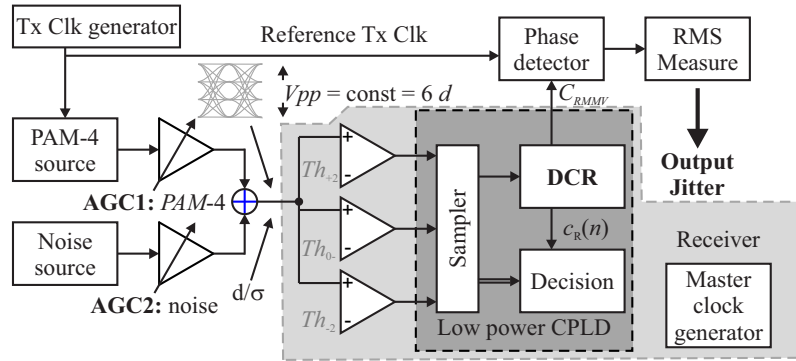 Tx Clk generator
Reference Tx Clk
Phase
detector
RMS
Measure
Vpp = const = 6 d
C_RMMV
PAM-4
source
AGC1: PAM-4
Output
Jitter
Th+2
Sampler
DCR
Noise
source
Th0-
c_R(n)
Receiver
AGC2: noise
d/σ
Th-2
Decision
Master
clock
generator
Low power CPLD